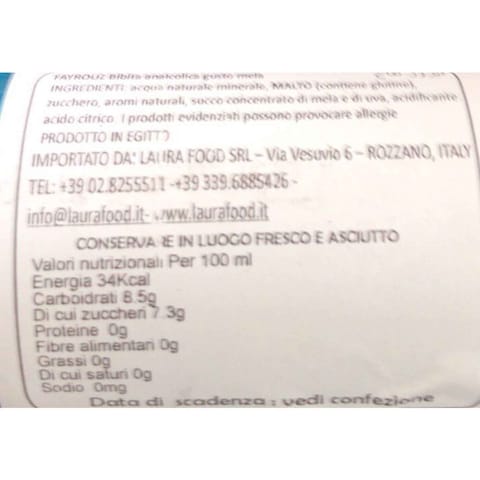 FAYROUZ Bibita analcolica gusto mela
INGREDIENTI: acqua naturale minerale, MALTO (contiene glutine),
zucchero, aromi naturali, succo concentrato di mela e di uva, acidificante
acido citrico. I prodotti evidenziati possono provocare allergie
PRODOTTO IN EGITTO
IMPORTATO DA: LAURA FOOD SRL – Via Vesuvio 6 – ROZZANO, ITALY
TEL: +39 02.8255511 -+39 339.6885426 -
info@laurafood.it- www.laurafood.it
CONSERVARE IN LUOGO FRESCO E ASCIUTTO
Valori nutrizionali Per 100 ml
Energia 34Kcal
Carboidrati 8.5g
Di cui zuccheri 7.3g
Proteine 0g
Fibre alimentari 0g
Grassi 0g
Di cui saturi 0g
Sodio 0mg
Data di scadenza : vedi confezione